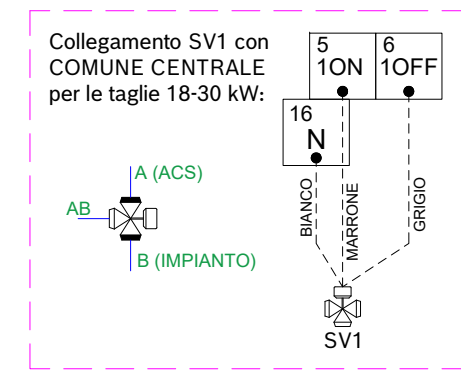 Collegamento SV1 con
COMUNE CENTRALE
per le taglie 18-30 kW:
5
1ON
6
1OFF
16
N
BIANCO
MARRONE
GRIGIO
A (ACS)
AB
B (IMPIANTO)
SV1